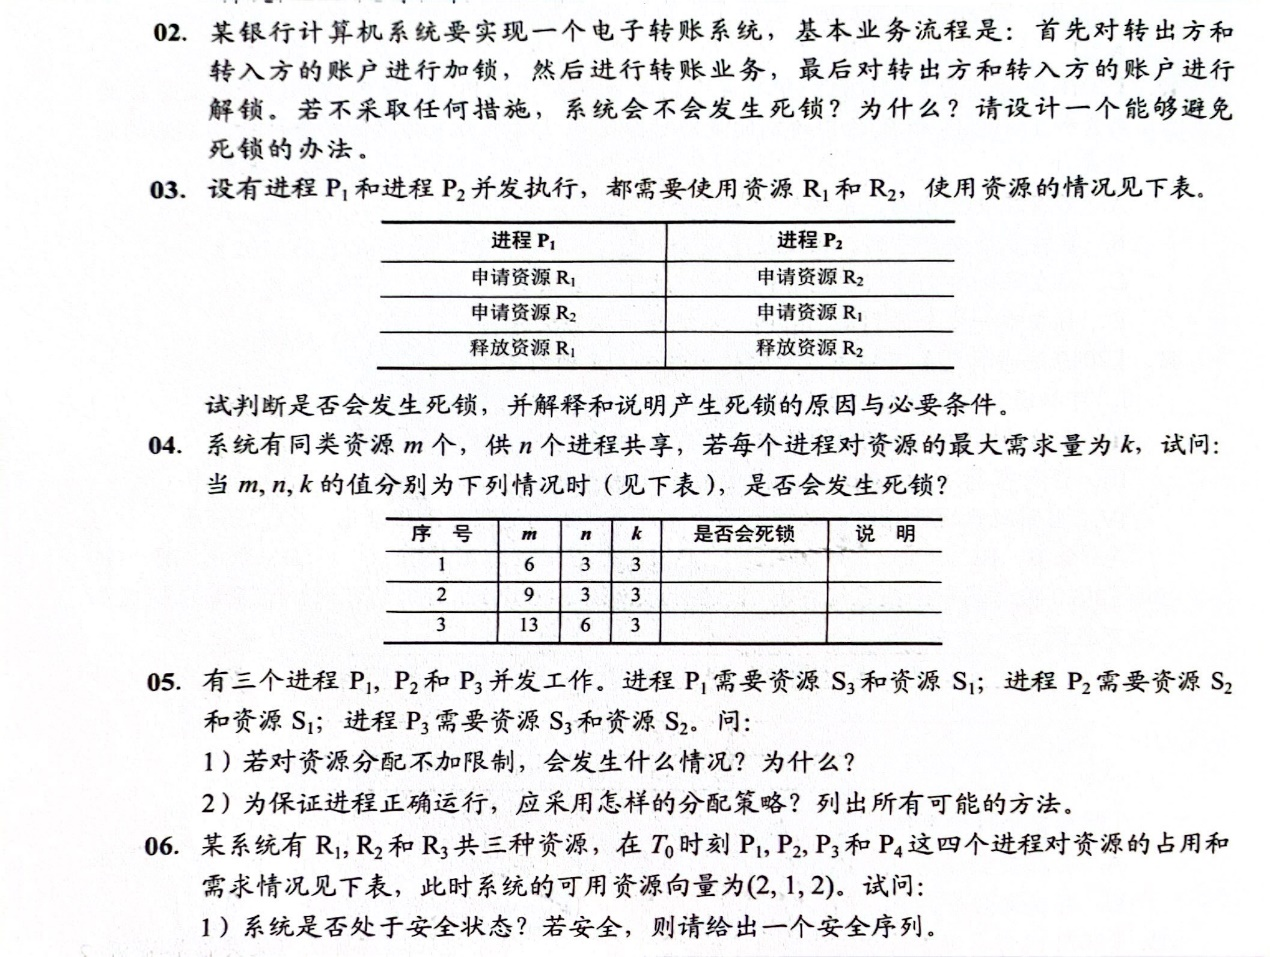 02. 某银行计算机系统要实现一个电子转账系统，基本业务流程是：首先对转出方和
转入方的账户进行加锁，然后进行转账业务，最后对转出方和转入方的账户进行
解锁。若不采取任何措施，系统会不会发生死锁？为什么？请设计一个能够避免
死锁的办法。
03. 设有进程 P₁ 和进程 P₂ 并发执行，都需要使用资源 R₁ 和 R₂，使用资源的情况见下表。
进程 P₁ 进程 P₂
申请资源 R₁ 申请资源 R₂
申请资源 R₂ 申请资源 R₁
释放资源 R₁ 释放资源 R₂
试判断是否会发生死锁，并解释和说明产生死锁的原因与必要条件。
04. 系统有同类资源 m 个，供 n 个进程共享，若每个进程对资源的最大需求量为 k，试问：
当 m, n, k 的值分别为下列情况时（见下表），是否会发生死锁？
序 号 m n k 是否会死锁 说 明
1 6 3 3
2 9 3 3
3 13 6 3
05. 有三个进程 P₁, P₂ 和 P₃ 并发工作。进程 P₁ 需要资源 S₃ 和资源 S₁；进程 P₂ 需要资源 S₂
和资源 S₁；进程 P₃ 需要资源 S₃ 和资源 S₂。问：
1）若对资源分配不加限制，会发生什么情况？为什么？
2）为保证进程正确运行，应采用怎样的分配策略？列出所有可能的方法。
06. 某系统有 R₁, R₂ 和 R₃ 共三种资源，在 T₀ 时刻 P₁, P₂, P₃ 和 P₄ 这四个进程对资源的占用和
需求情况见下表，此时系统的可用资源向量为(2, 1, 2)。试问：
1）系统是否处于安全状态？若安全，则请给出一个安全序列。